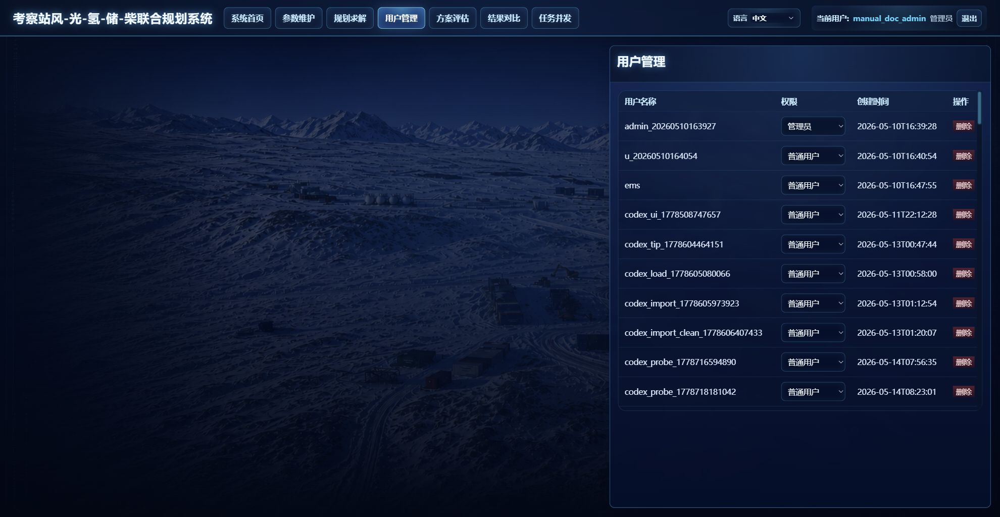 考察站风-光-氢-储-柴联合规划系统 系统首页 参数维护 规划求解 用户管理 方案评估 结果对比 任务并发 语言 中文 当前用户: manual_doc_admin 管理员 退出
用户管理
用户名称 权限 创建时间 操作
admin_20260510163927 管理员 2026-05-10T16:39:28 删除
u_20260510164054 普通用户 2026-05-10T16:40:54 删除
ems 普通用户 2026-05-10T16:47:55 删除
codex_ui_1778508747657 普通用户 2026-05-11T22:12:28 删除
codex_tip_1778604464151 普通用户 2026-05-13T00:47:44 删除
codex_load_1778605080066 普通用户 2026-05-13T00:58:00 删除
codex_import_1778605973923 普通用户 2026-05-13T01:12:54 删除
codex_import_clean_1778606407433 普通用户 2026-05-13T01:20:07 删除
codex_probe_1778716594890 普通用户 2026-05-14T07:56:35 删除
codex_probe_1778718181042 普通用户 2026-05-14T08:23:01 删除